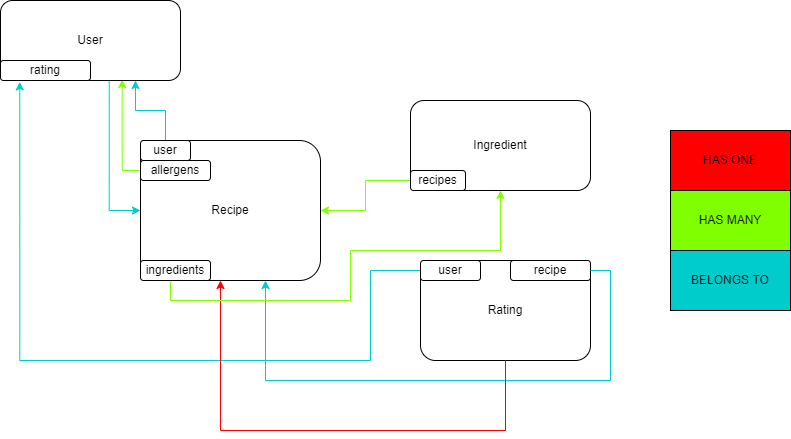 User
rating
user
allergens
Recipe
ingredients
Ingredient
recipes
user
recipe
Rating
HAS ONE
HAS MANY
BELONGS TO